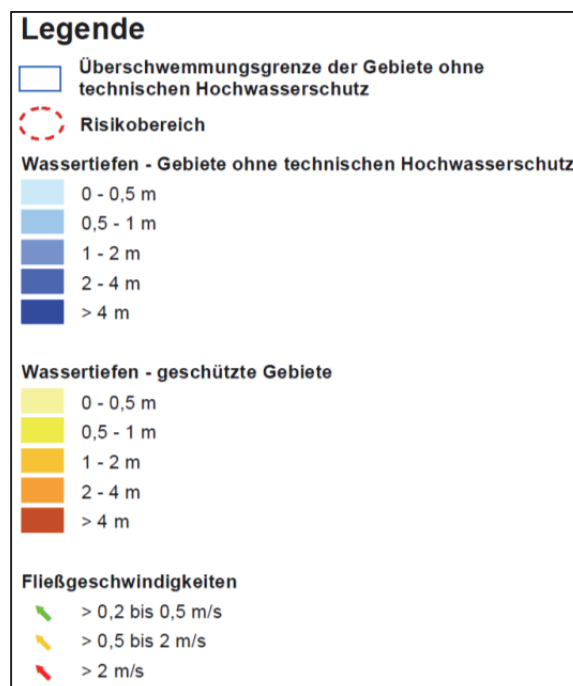 Legende
Überschwemmungsgrenze der Gebiete ohne
technischen Hochwasserschutz
Risikobereich
Wassertiefen - Gebiete ohne technischen Hochwasserschutz
0 - 0,5 m
0,5 - 1 m
1 - 2 m
2 - 4 m
> 4 m
Wassertiefen - geschützte Gebiete
0 - 0,5 m
0,5 - 1 m
1 - 2 m
2 - 4 m
> 4 m
Fließgeschwindigkeiten
> 0,2 bis 0,5 m/s
> 0,5 bis 2 m/s
> 2 m/s